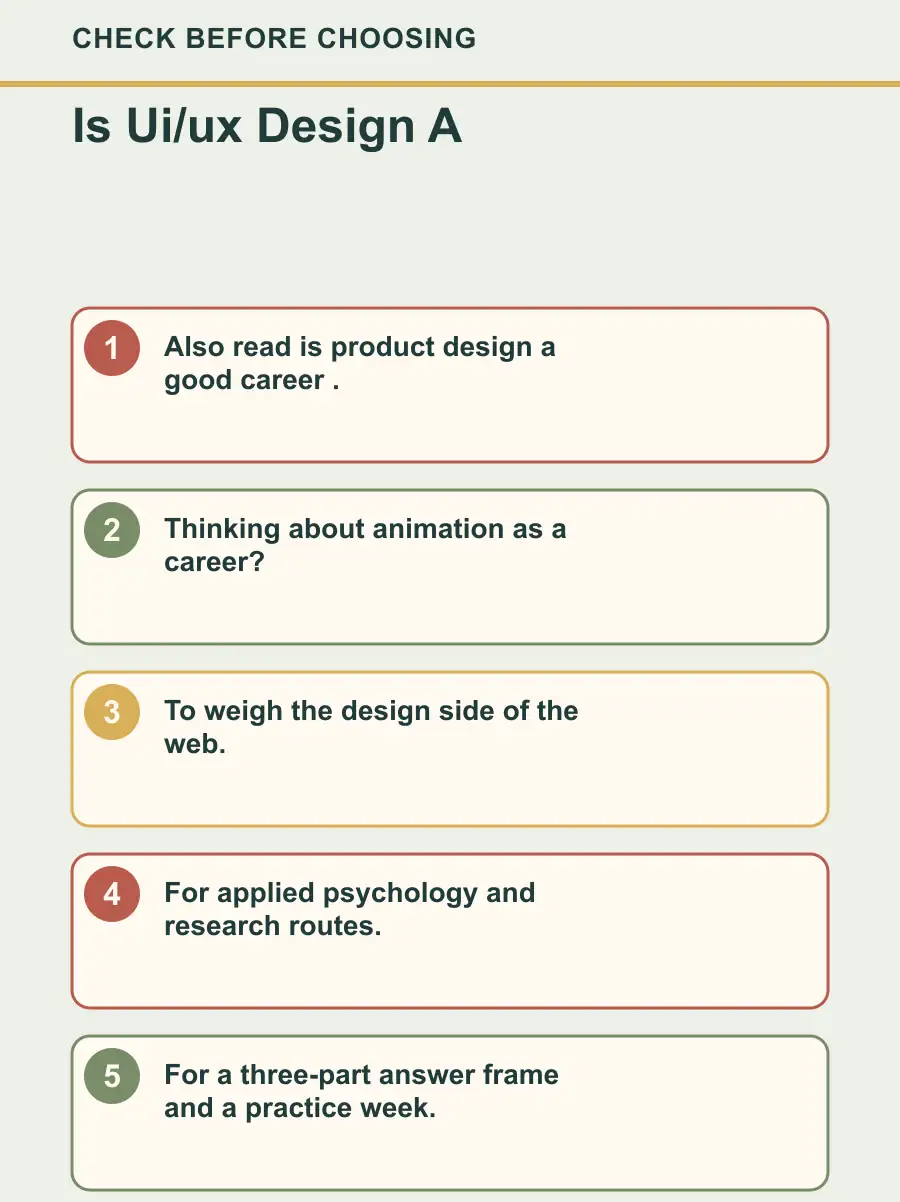 CHECK BEFORE CHOOSING
Is Ui/ux Design A
1
Also read is product design a
good career .
2
Thinking about animation as a
career?
3
To weigh the design side of the
web.
4
For applied psychology and
research routes.
5
For a three-part answer frame
and a practice week.